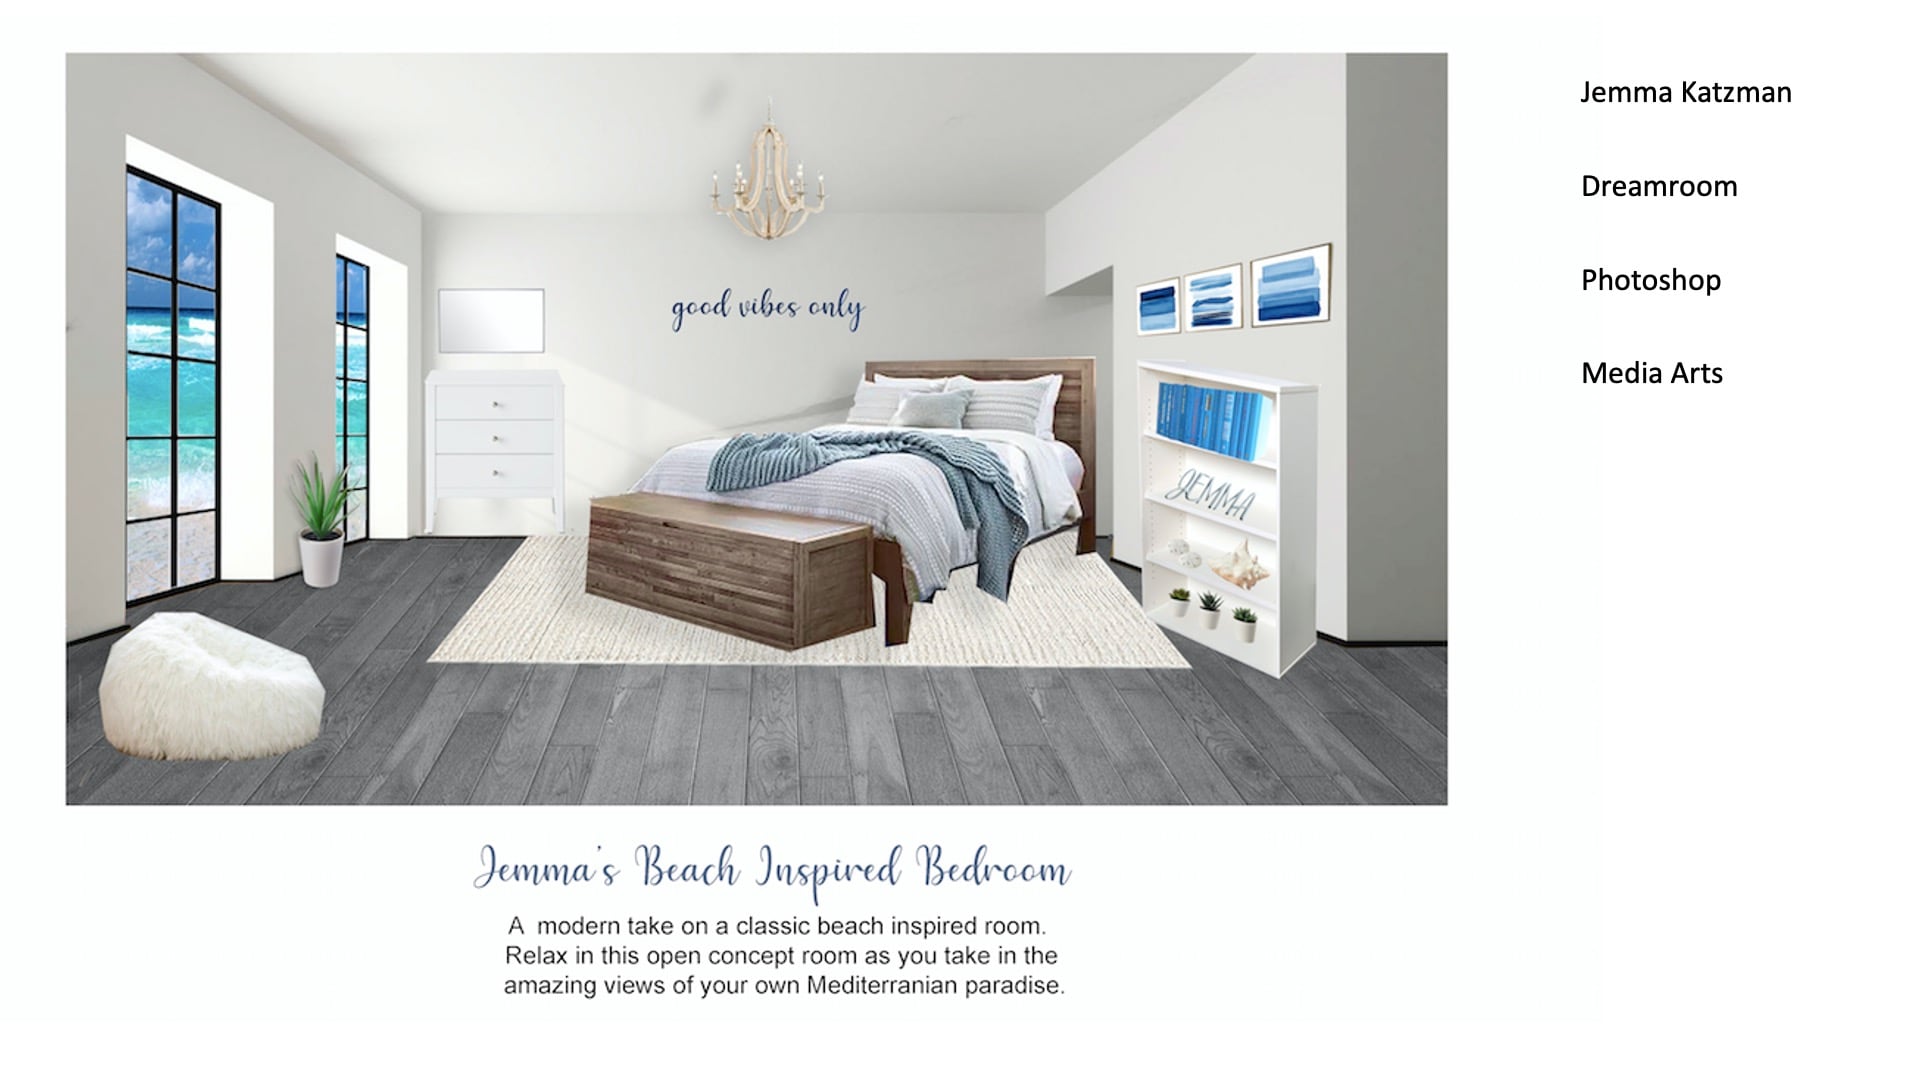 good vibes only
JEMMA
Jemma's Beach Inspired Bedroom
A modern take on a classic beach inspired room.
Relax in this open concept room as you take in the
amazing views of your own Mediterranian paradise.
Jemma Katzman
Dreamroom
Photoshop
Media Arts